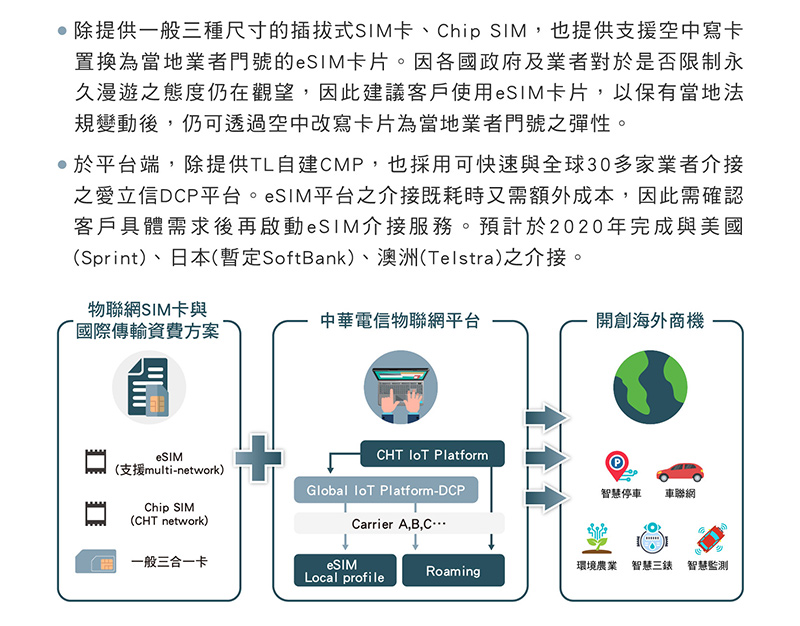 除提供一般三種尺寸的插拔式SIM卡、Chip SIM，也提供支援空中寫卡
置換為當地業者門號的eSIM卡片。因各國政府及業者對於是否限制永
久漫遊之態度仍在觀望，因此建議客戶使用eSIM卡片，以保有當地法
規變動後，仍可透過空中改寫卡片為當地業者門號之彈性。
於平台端，除提供TL自建CMP，也採用可快速與全球30多家業者介接
之愛立信DCP平台。eSIM平台之介接既耗時又需額外成本，因此需確認
客戶具體需求後再啟動eSIM介接服務。預計於2020年完成與美國
(Sprint)、日本(暫定SoftBank)、澳洲(Telstra)之介接。
物聯網SIM卡與
國際傳輸資費方案
eSIM
(支援multi-network)
Chip SIM
(CHT network)
一般三合一卡
中華電信物聯網平台
CHT IoT Platform
Global IoT Platform-DCP
Carrier A,B,C⋯
eSIM
Local profile
Roaming
開創海外商機
P
智慧停車
車聯網
環境農業
智慧三錶
智慧監測